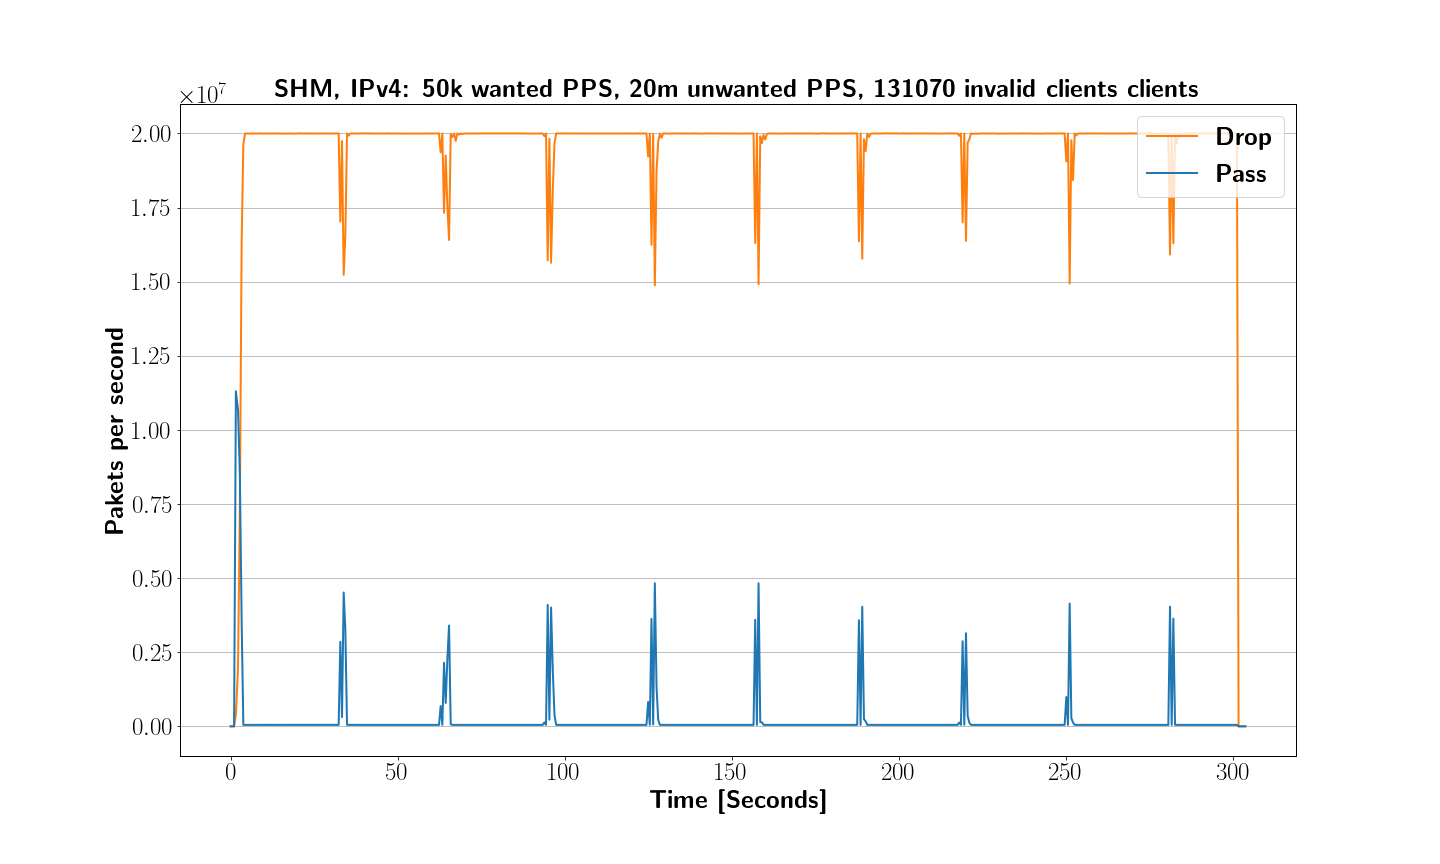 SHM, IPv4: 50k wanted PPS, 20m unwanted PPS, 131070 invalid clients clients
×10⁷
Drop
Pass
2.00
1.75
1.50
1.25
1.00
0.75
0.50
0.25
0.00
Pakets per second
0 50 100 150 200 250 300
Time [Seconds]